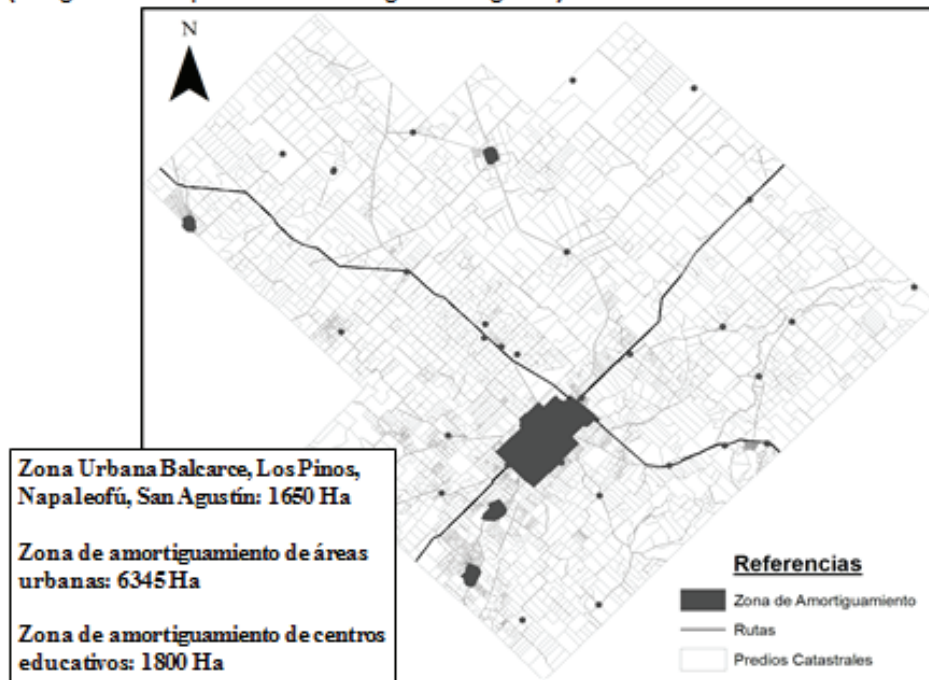 N
Zona Urbana Balcarce, Los Pinos,
Napaleofú, San Agustín: 1650 Ha
Zona de amortiguamiento de áreas
urbanas: 6345 Ha
Zona de amortiguamiento de centros
educativos: 1800 Ha
Referencias
Zona de Amortiguamiento
Rutas
Predios Catastrales